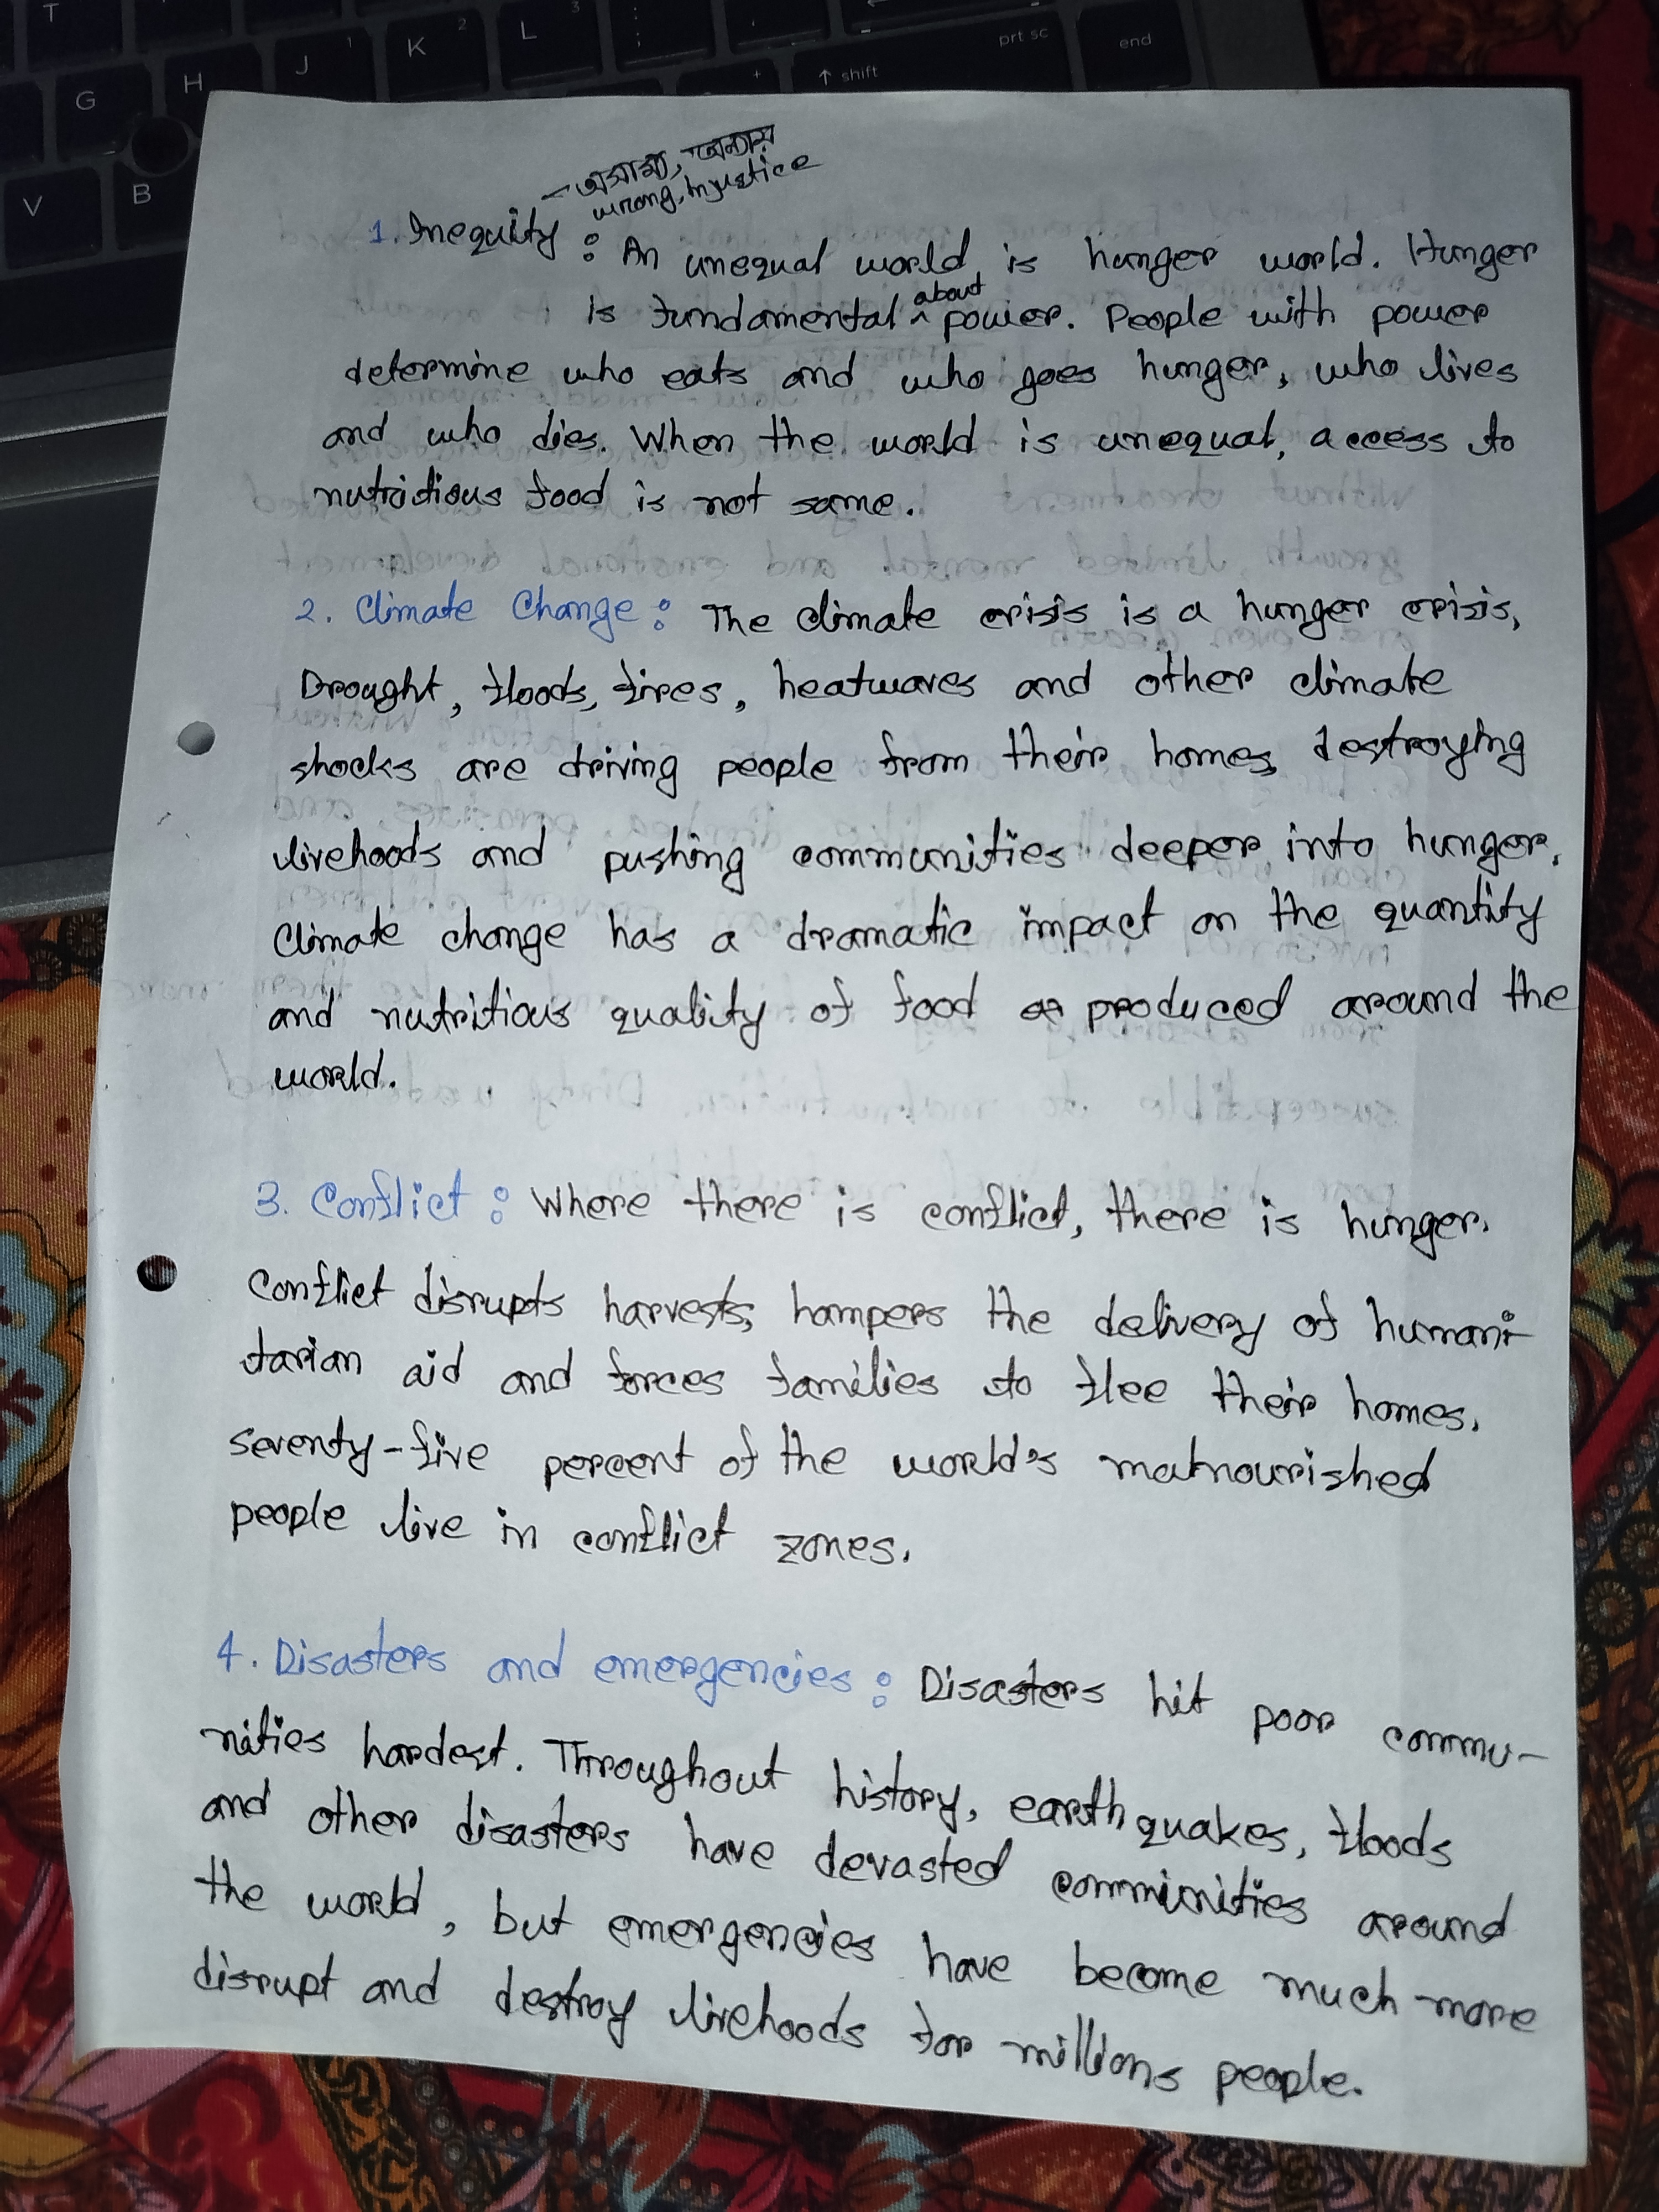 T
G H J K 2 L 3 : ; prt sc end
↑ shift
V B
– অসাম্য, অন্যায়
wrong, Injustice
1. Inequity : An unequal world, is hunger world. Hunger
is fundamental ^about power. People with power
determine who eats and who goes hunger, who lives
and who dies. When the world is unequal, access to
nutritious food is not same.
2. Climate Change : The climate crisis is a hunger crisis,
Drought, floods, fires, heatwaves and other climate
shocks are driving people from their homes, destroying
livehoods and pushing communities deeper into hunger.
Climate change has a dramatic impact on the quantity
and nutritious quality of food produced around the
world.
3. Conflict : Where there is conflict, there is hunger.
Conflict disrupts harvests, hampers the delivery of humani-
tarian aid and forces families to flee their homes.
Seventy-five percent of the world's malnourished
people live in conflict zones.
4. Disasters and emergencies : Disasters hit poor commu-
nities hardest. Throughout history, earthquakes, floods
and other disasters have devasted comminities around
the world, but emergencies have become much more
disrupt and destroy livehoods for millions people.